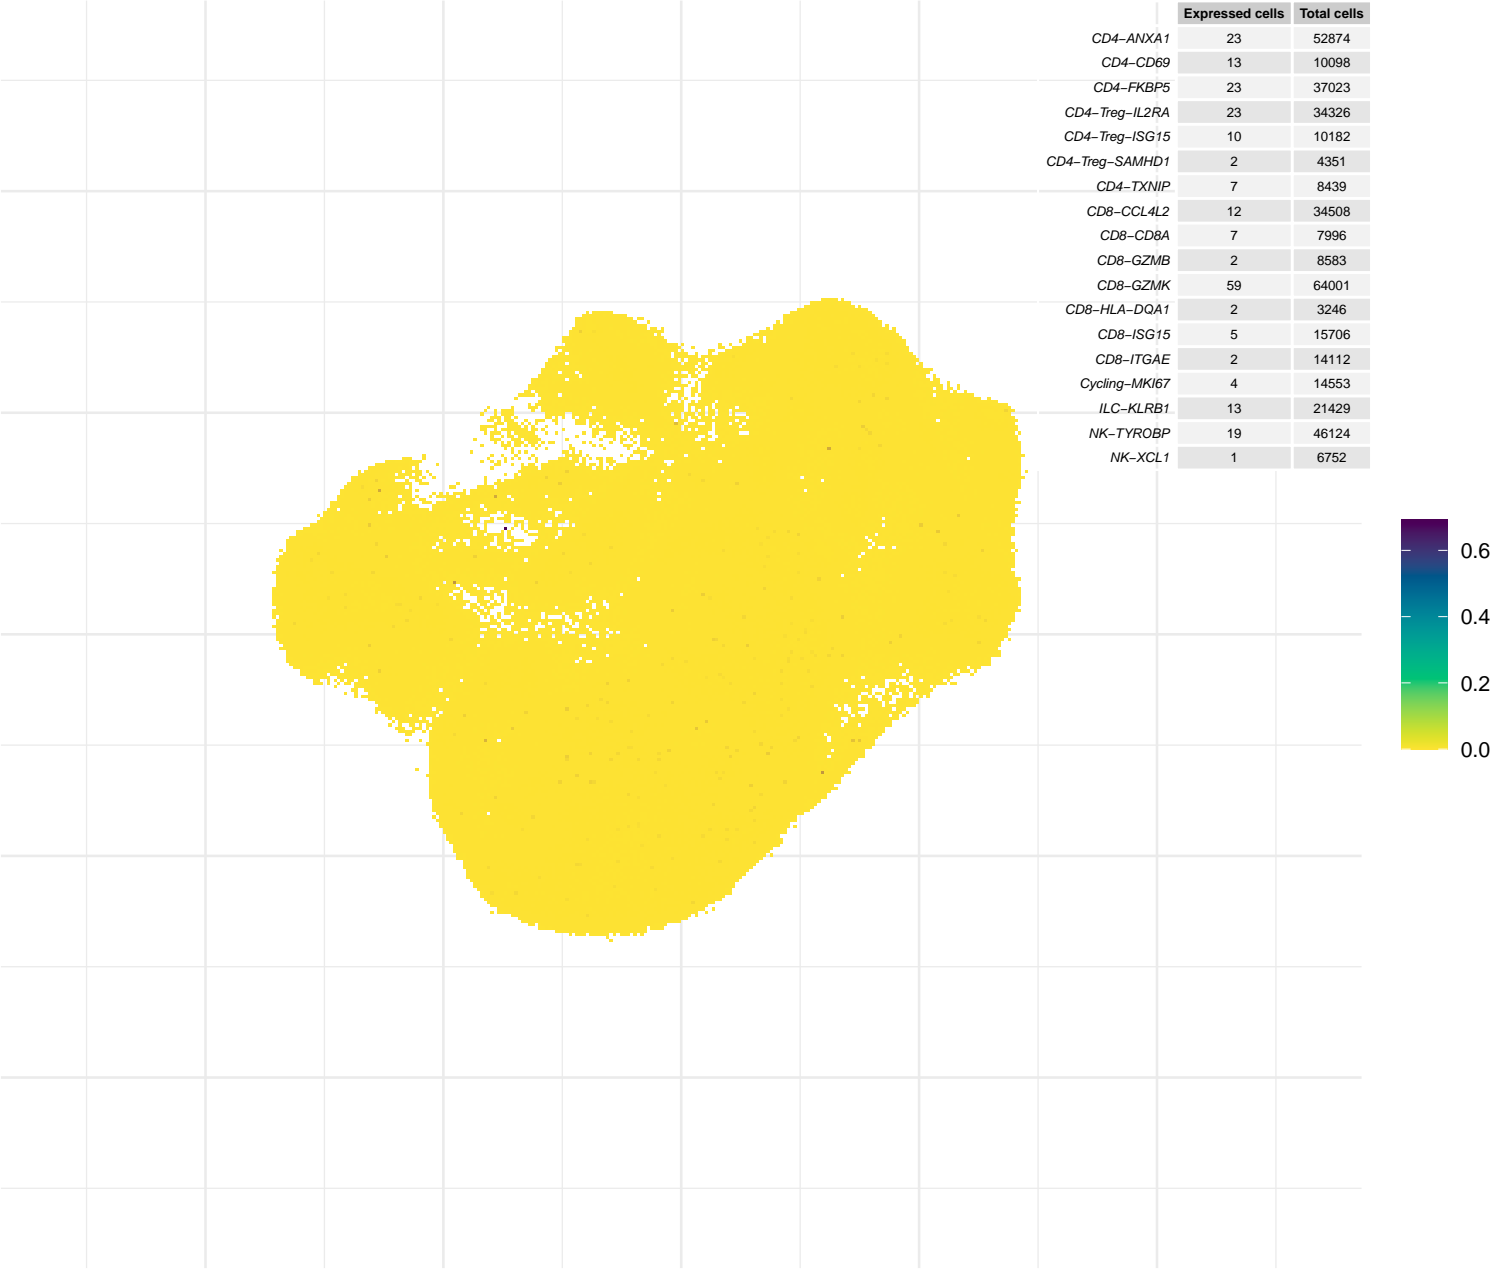 Expressed cells Total cells
CD4−ANXA1 23 52874
CD4−CD69 13 10098
CD4−FKBP5 23 37023
CD4−Treg−IL2RA 23 34326
CD4−Treg−ISG15 10 10182
CD4−Treg−SAMHD1 2 4351
CD4−TXNIP 7 8439
CD8−CCL4L2 12 34508
CD8−CD8A 7 7996
CD8−GZMB 2 8583
CD8−GZMK 59 64001
CD8−HLA−DQA1 2 3246
CD8−ISG15 5 15706
CD8−ITGAE 2 14112
Cycling−MKI67 4 14553
ILC−KLRB1 13 21429
NK−TYROBP 19 46124
NK−XCL1 1 6752
0.6
0.4
0.2
0.0